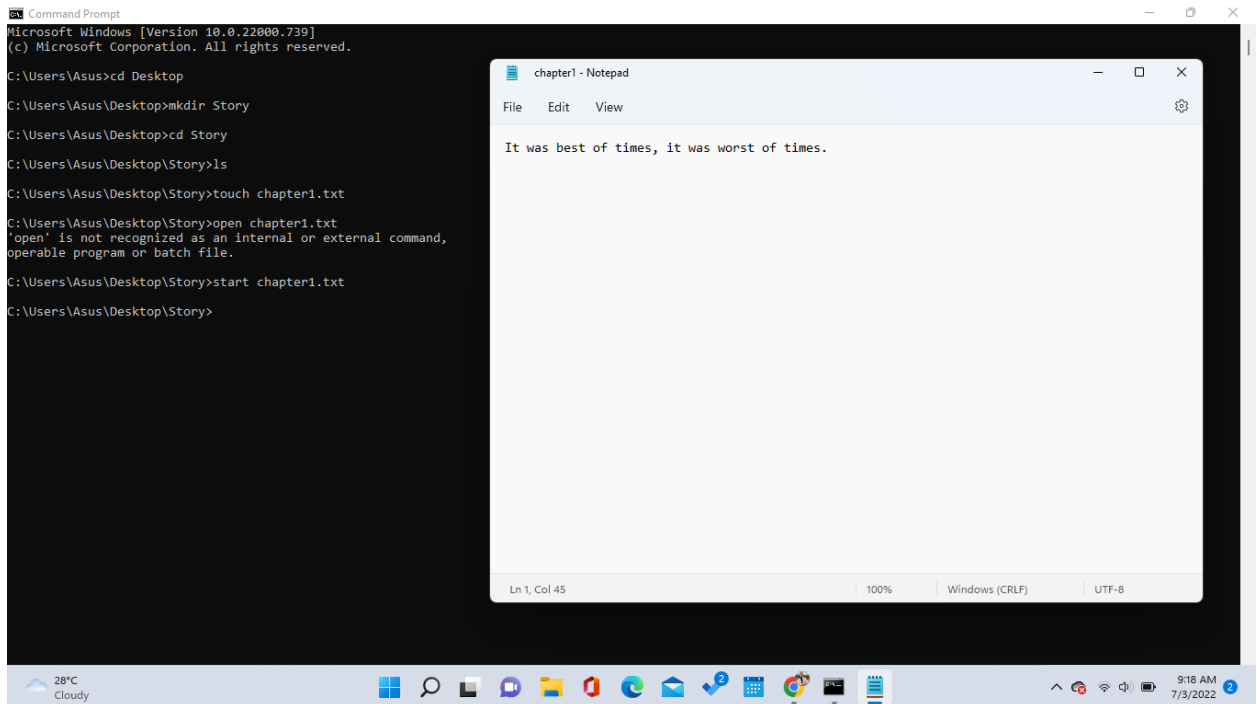 Command Prompt
Microsoft Windows [Version 10.0.22000.739]
(c) Microsoft Corporation. All rights reserved.
C:\Users\Asus>cd Desktop
C:\Users\Asus\Desktop>mkdir Story
C:\Users\Asus\Desktop>cd Story
C:\Users\Asus\Desktop\Story>ls
C:\Users\Asus\Desktop\Story>touch chapter1.txt
C:\Users\Asus\Desktop\Story>open chapter1.txt
'open' is not recognized as an internal or external command,
operable program or batch file.
C:\Users\Asus\Desktop\Story>start chapter1.txt
C:\Users\Asus\Desktop\Story>
chapter1 - Notepad
File Edit View
It was best of times, it was worst of times.
Ln 1, Col 45 100% Windows (CRLF) UTF-8
28°C
Cloudy
2
9:18 AM
7/3/2022
2